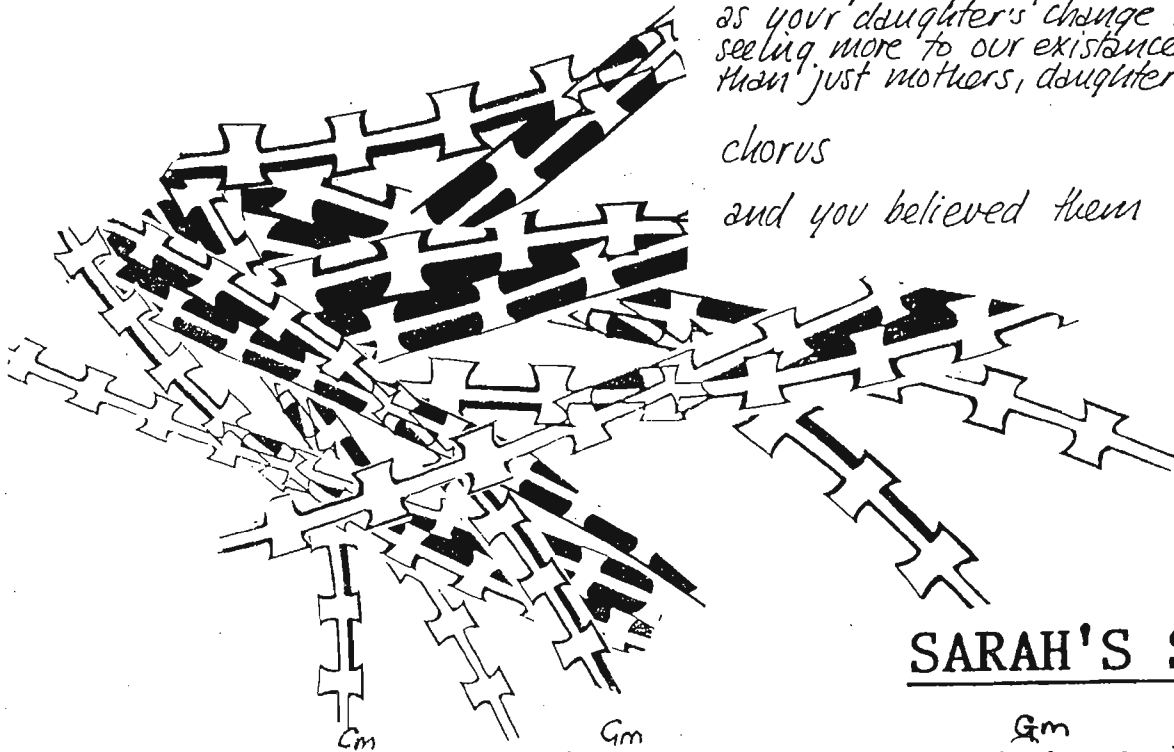 as your daughter's change
seeing more to our existance
than just mothers, daughter
chorus
and you believed them
SARAH'S S
Cm Gm Gm